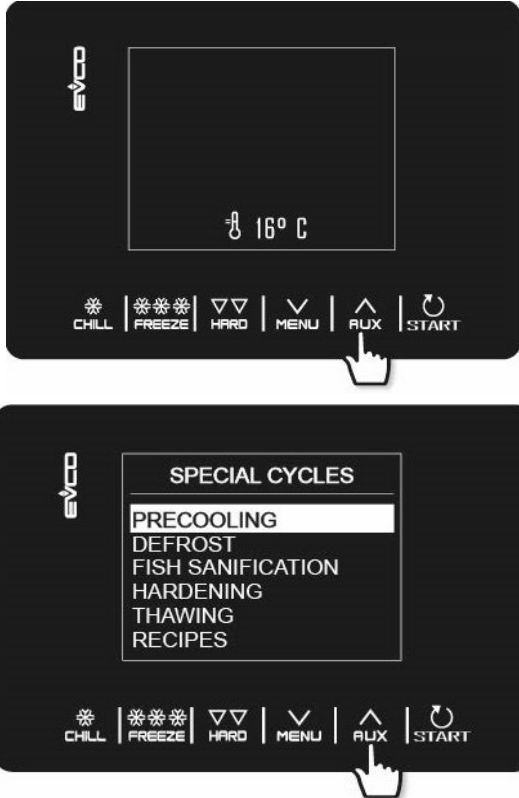 EVCO
16° C
CHILL FREEZE HARD MENU AUX START
EVCO
SPECIAL CYCLES
PRECOOLING
DEFROST
FISH SANIFICATION
HARDENING
THAWING
RECIPES
CHILL FREEZE HARD MENU AUX START